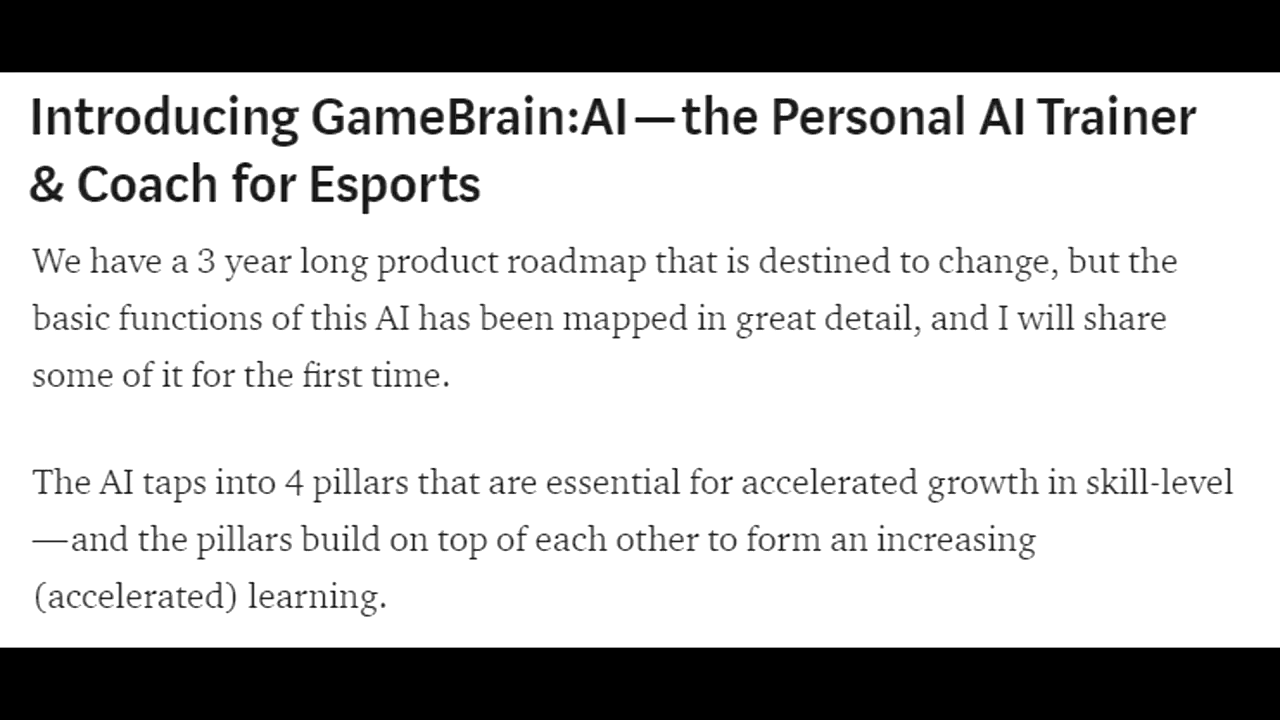 Introducing GameBrain:AI—the Personal AI Trainer
& Coach for Esports
We have a 3 year long product roadmap that is destined to change, but the
basic functions of this AI has been mapped in great detail, and I will share
some of it for the first time.
The AI taps into 4 pillars that are essential for accelerated growth in skill-level
—and the pillars build on top of each other to form an increasing
(accelerated) learning.